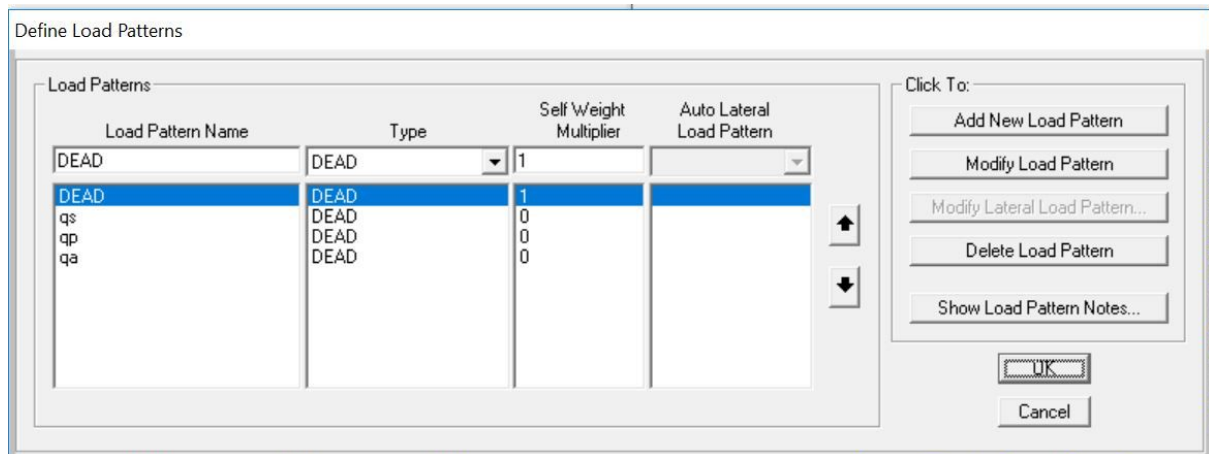 Define Load Patterns
Load Patterns
Click To:
Self Weight Auto Lateral
Load Pattern Name Type Multiplier Load Pattern
DEAD DEAD 1
DEAD DEAD 1
qs DEAD 0
qp DEAD 0
qa DEAD 0
Add New Load Pattern
Modify Load Pattern
Modify Lateral Load Pattern...
Delete Load Pattern
Show Load Pattern Notes...
OK
Cancel